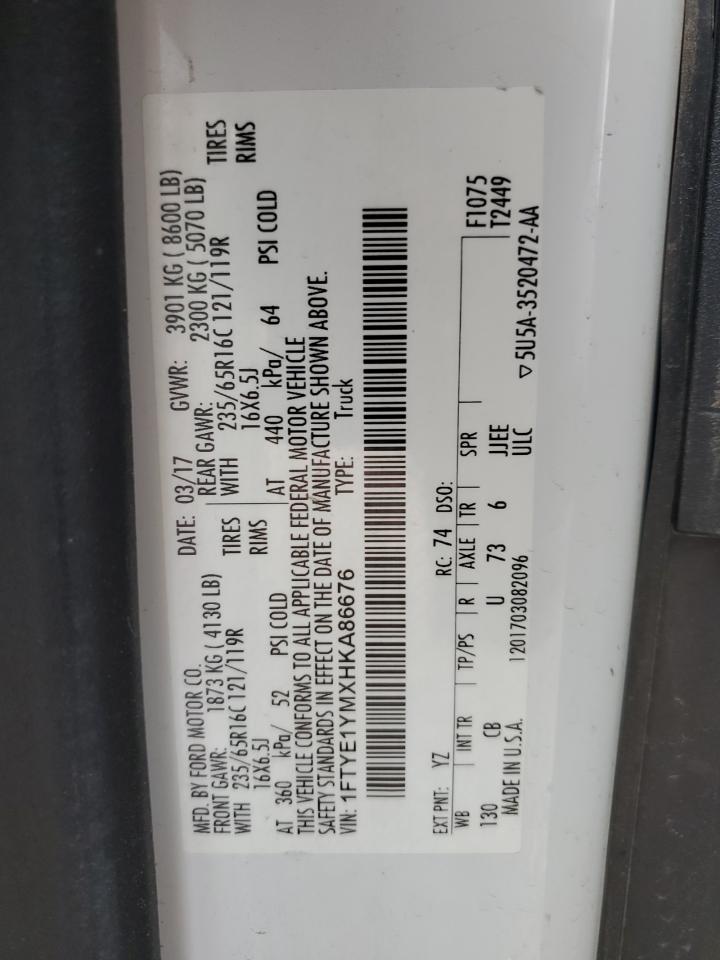 MFD. BY FORD MOTOR CO. DATE: 03/17 GVWR: 3901 KG ( 8600 LB)
FRONT GAWR: 1873 KG ( 4130 LB) REAR GAWR: 2300 KG ( 5070 LB)
WITH 235/65R16C 121/119R TIRES WITH 235/65R16C 121/119R TIRES
16X6.5J RIMS 16X6.5J RIMS
AT 360 kPa/ 52 PSI COLD AT 440 kPa/ 64 PSI COLD
THIS VEHICLE CONFORMS TO ALL APPLICABLE FEDERAL MOTOR VEHICLE
SAFETY STANDARDS IN EFFECT ON THE DATE OF MANUFACTURE SHOWN ABOVE.
VIN: 1FTYE1YMXHKA86676 TYPE: Truck
EXT PNT: YZ RC: 74 DSO:
WB INT TR TP/PS R AXLE TR SPR F1075
130 CB U 73 6 JJEE T2449
MADE IN U.S.A. 1201703082096 ULC
▽5U5A-3520472-AA